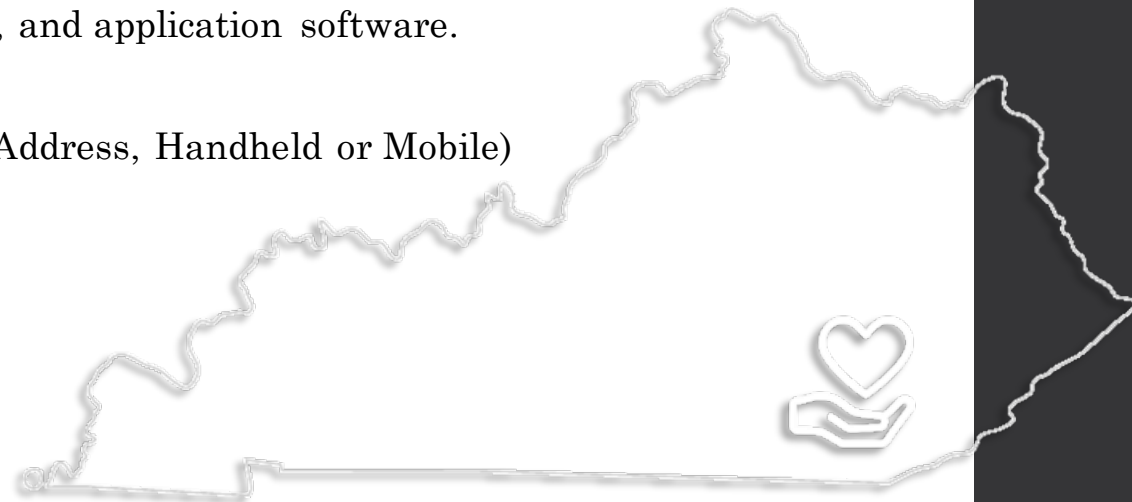 , and application software.
Address, Handheld or Mobile)